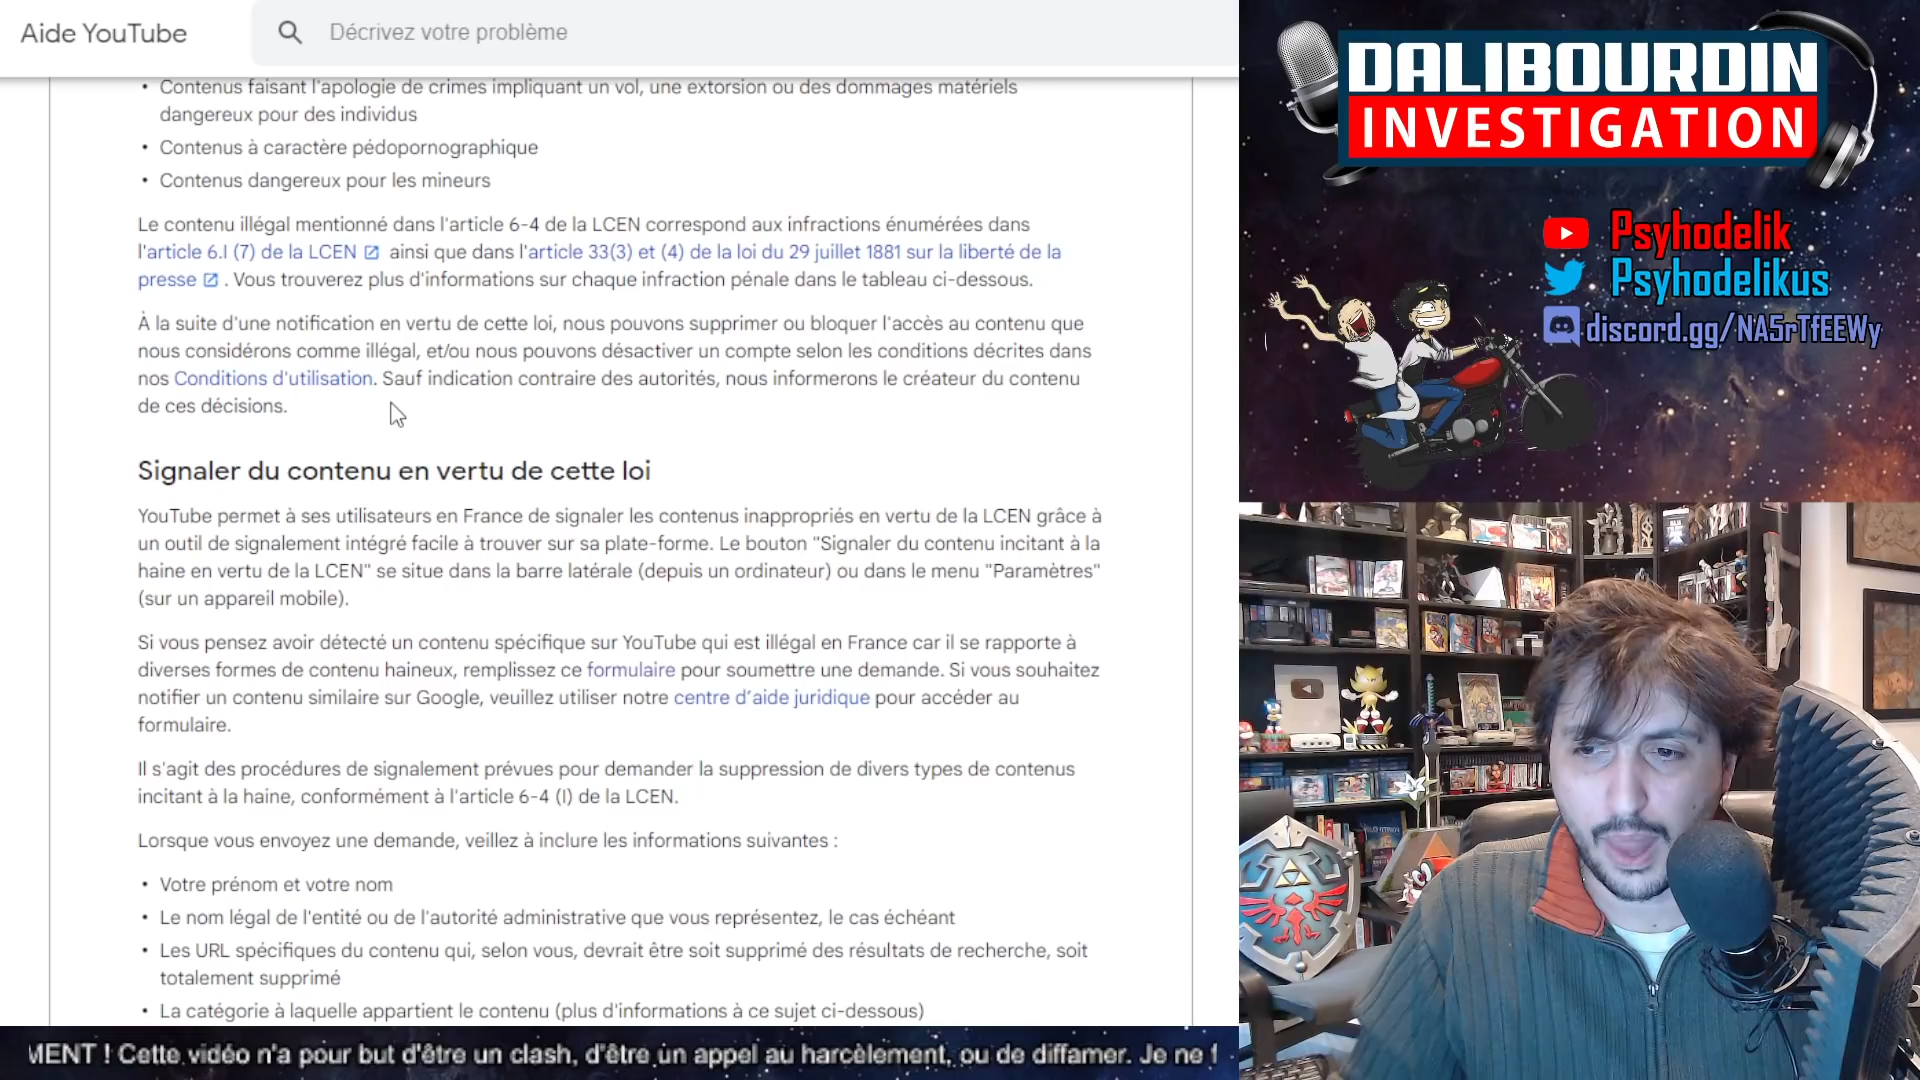 Aide YouTube
Décrivez votre problème
• Contenus faisant l'apologie de crimes impliquant un vol, une extorsion ou des dommages matériels
dangereux pour des individus
• Contenus à caractère pédopornographique
• Contenus dangereux pour les mineurs
Le contenu illégal mentionné dans l'article 6-4 de la LCEN correspond aux infractions énumérées dans
l'article 6.I (7) de la LCEN ainsi que dans l'article 33(3) et (4) de la loi du 29 juillet 1881 sur la liberté de la
presse . Vous trouverez plus d'informations sur chaque infraction pénale dans le tableau ci-dessous.
À la suite d'une notification en vertu de cette loi, nous pouvons supprimer ou bloquer l'accès au contenu que
nous considérons comme illégal, et/ou nous pouvons désactiver un compte selon les conditions décrites dans
nos Conditions d'utilisation. Sauf indication contraire des autorités, nous informerons le créateur du contenu
de ces décisions.
Signaler du contenu en vertu de cette loi
YouTube permet à ses utilisateurs en France de signaler les contenus inappropriés en vertu de la LCEN grâce à
un outil de signalement intégré facile à trouver sur sa plate-forme. Le bouton "Signaler du contenu incitant à la
haine en vertu de la LCEN" se situe dans la barre latérale (depuis un ordinateur) ou dans le menu "Paramètres"
(sur un appareil mobile).
Si vous pensez avoir détecté un contenu spécifique sur YouTube qui est illégal en France car il se rapporte à
diverses formes de contenu haineux, remplissez ce formulaire pour soumettre une demande. Si vous souhaitez
notifier un contenu similaire sur Google, veuillez utiliser notre centre d’aide juridique pour accéder au
formulaire.
Il s'agit des procédures de signalement prévues pour demander la suppression de divers types de contenus
incitant à la haine, conformément à l'article 6-4 (I) de la LCEN.
Lorsque vous envoyez une demande, veillez à inclure les informations suivantes :
• Votre prénom et votre nom
• Le nom légal de l'entité ou de l'autorité administrative que vous représentez, le cas échéant
• Les URL spécifiques du contenu qui, selon vous, devrait être soit supprimé des résultats de recherche, soit
totalement supprimé
• La catégorie à laquelle appartient le contenu (plus d'informations à ce sujet ci-dessous)
MENT ! Cette vidéo n'a pour but d'être un clash, d'être un appel au harcèlement, ou de diffamer. Je ne f
DALIBOURDIN
INVESTIGATION
Psyhodelik
Psyhodelikus
discord.gg/NA5rTfEEWy